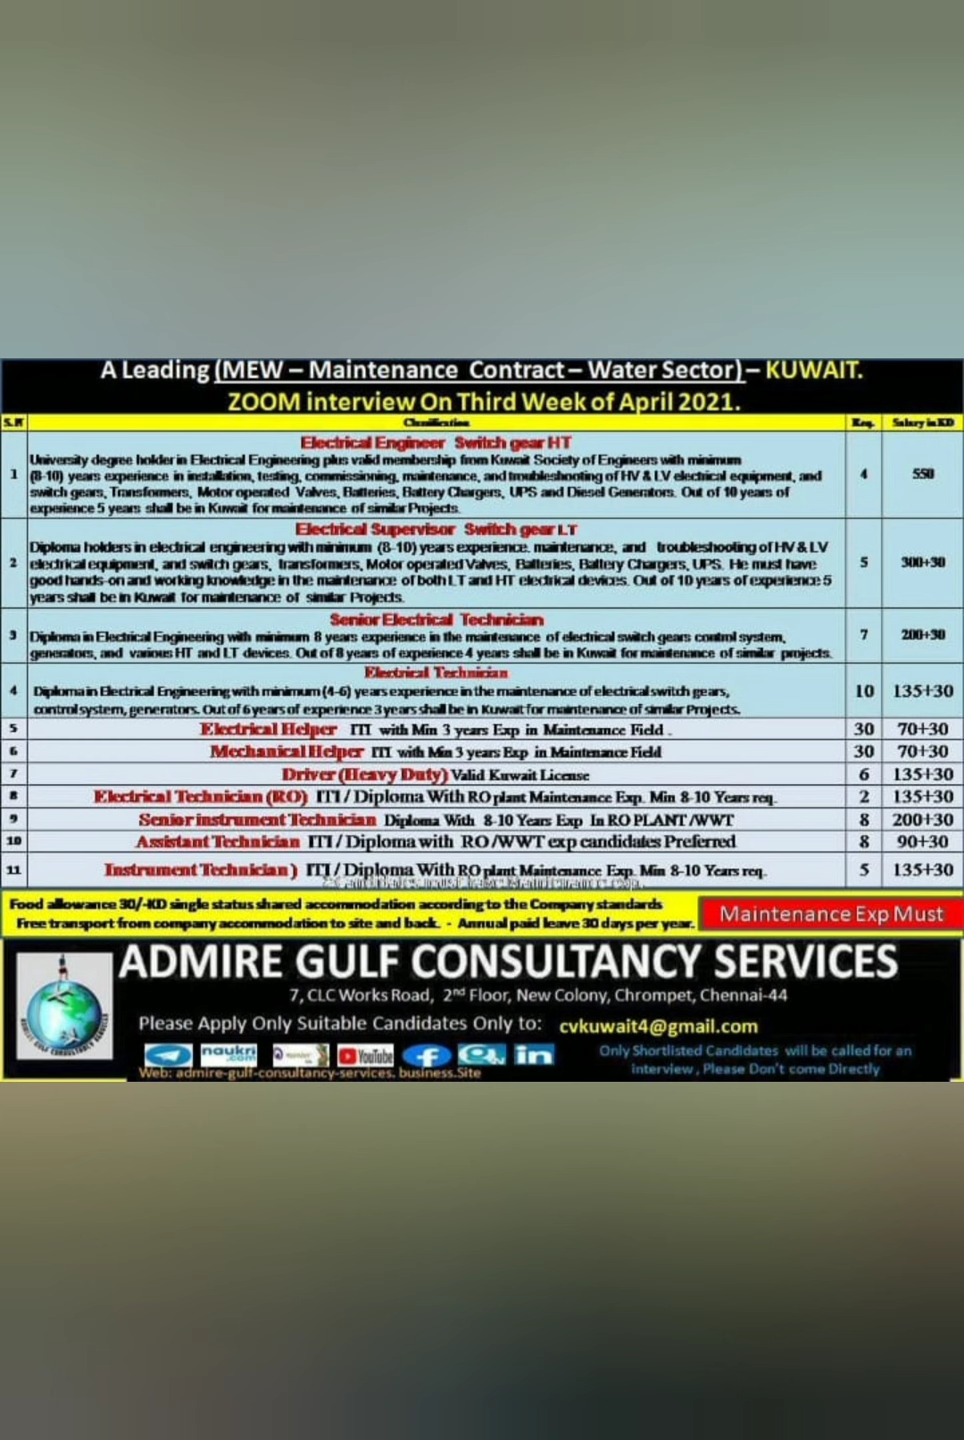 A Leading (MEW – Maintenance Contract – Water Sector) – KUWAIT.
ZOOM interview On Third Week of April 2021.
S.N Classification Req. Salary in KD
Electrical Engineer Switch gear HT
1 University degree holder in Electrical Engineering plus valid membership from Kuwait Society of Engineers with minimum
(8-10) years experience in installation, testing, commissioning, maintenance, and troubleshooting of HV & LV electrical equipment, and
switch gears, Transformers, Motor operated Valves, Batteries, Battery Chargers, UPS and Diesel Generators. Out of 10 years of
experience 5 years shall be in Kuwait for maintenance of similar Projects.
4 550
Electrical Supervisor Switch gear LT
2 Diploma holders in electrical engineering with minimum (8-10) years experience. maintenance, and troubleshooting of HV & LV
electrical equipment, and switch gears, transformers, Motor operated Valves, Batteries, Battery Chargers, UPS. He must have
good hands-on and working knowledge in the maintenance of both LT and HT electrical devices. Out of 10 years of experience 5
years shall be in Kuwait for maintenance of similar Projects.
5 300+30
Senior Electrical Technician
3 Diploma in Electrical Engineering with minimum 8 years experience in the maintenance of electrical switch gears control system,
generators, and various HT and LT devices. Out of 8 years of experience 4 years shall be in Kuwait for maintenance of similar projects.
7 200+30
Electrical Technician
4 Diploma in Electrical Engineering with minimum (4-6) years experience in the maintenance of electrical switch gears,
control system, generators. Out of 6 years of experience 3 years shall be in Kuwait for maintenance of similar Projects.
10 135+30
5 Electrical Helper ITI with Min 3 years Exp in Maintenance Field . 30 70+30
6 Mechanical Helper ITI with Min 3 years Exp in Maintenance Field 30 70+30
7 Driver (Heavy Duty) Valid Kuwait License 6 135+30
8 Electrical Technician (RO) ITI / Diploma With RO plant Maintenance Exp. Min 8-10 Years req. 2 135+30
9 Senior instrument Technician Diploma With 8-10 Years Exp In RO PLANT /WWT 8 200+30
10 Assistant Technician ITI / Diploma with RO/WWT exp candidates Preferred 8 90+30
11 Instrument Technician ) ITI / Diploma With RO plant Maintenance Exp. Min 8-10 Years req. 5 135+30
Food allowance 30/-KD single status shared accommodation according to the Company standards
Free transport from company accommodation to site and back. - Annual paid leave 30 days per year.
Maintenance Exp Must
ADMIRE GULF CONSULTANCY SERVICES
7, CLC Works Road, 2nd Floor, New Colony, Chrompet, Chennai-44
Please Apply Only Suitable Candidates Only to: cvkuwait4@gmail.com
ADMIRE GULF CONSULTANCY SERVICES
naukri.com YouTube f in
Only Shortlisted Candidates will be called for an
interview , Please Don't come Directly
Web: admire-gulf-consultancy-services. business.Site